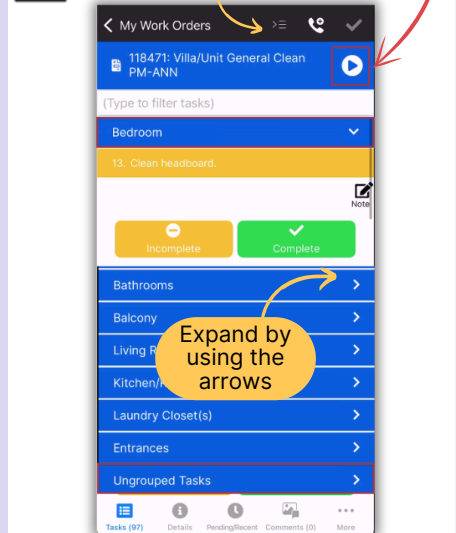 My Work Orders
118471: Villa/Unit General Clean
PM-ANN
(Type to filter tasks)
Bedroom
13. Clean headboard.
Note
Incomplete
Complete
Bathrooms
Balcony
Living
Kitchen/
Expand by
using the
arrows
Laundry Closet(s)
Entrances
Ungrouped Tasks
Tasks (97)
Details
Pending/Recent
Comments (0)
More